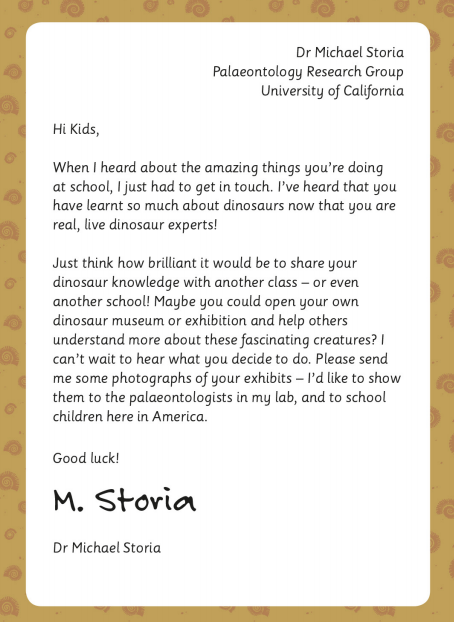 Dr Michael Storia
Palaeontology Research Group
University of California
Hi Kids,
When I heard about the amazing things you’re doing
at school, I just had to get in touch. I’ve heard that you
have learnt so much about dinosaurs now that you are
real, live dinosaur experts!
Just think how brilliant it would be to share your
dinosaur knowledge with another class – or even
another school! Maybe you could open your own
dinosaur museum or exhibition and help others
understand more about these fascinating creatures? I
can’t wait to hear what you decide to do. Please send
me some photographs of your exhibits – I’d like to show
them to the palaeontologists in my lab, and to school
children here in America.
Good luck!
M. Storia
Dr Michael Storia